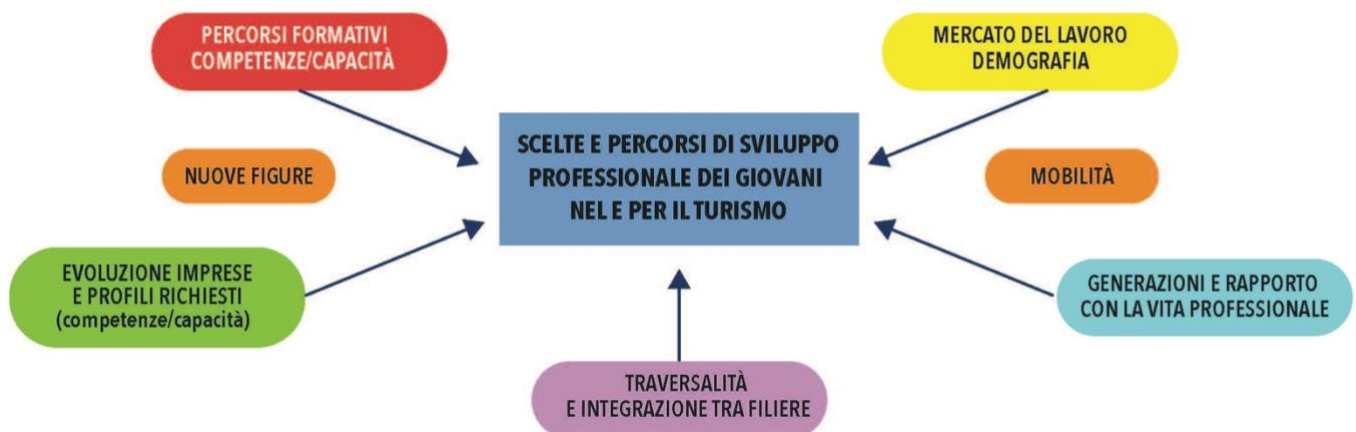 PERCORSI FORMATIVI
COMPETENZE/CAPACITÀ
MERCATO DEL LAVORO
DEMOGRAFIA
SCELTE E PERCORSI DI SVILUPPO
PROFESSIONALE DEI GIOVANI
NEL E PER IL TURISMO
NUOVE FIGURE
MOBILITÀ
EVOLUZIONE IMPRESE
E PROFILI RICHIESTI
(competenze/capacità)
GENERAZIONI E RAPPORTO
CON LA VITA PROFESSIONALE
TRAVERSALITÀ
E INTEGRAZIONE TRA FILIERE